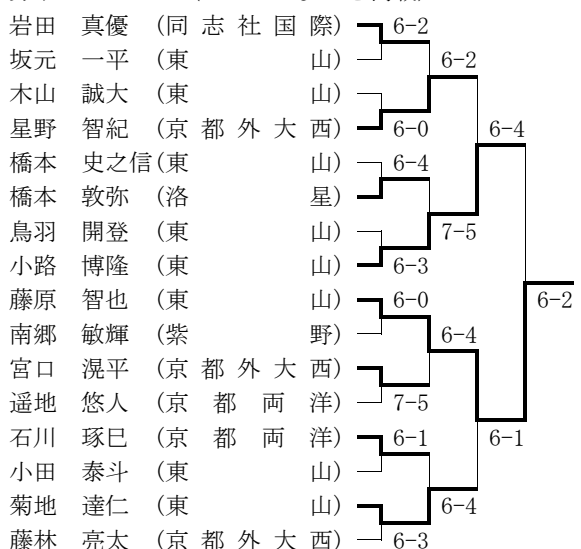 岩田 真優 (同志社国際) 6-2
坂元 一平 (東山) 6-2
木山 誠大 (東山)
星野 智紀 (京都外大西) 6-0 6-4
橋本 史之信(東山) 6-4
橋本 敦弥 (洛星)
鳥羽 開登 (東山) 7-5
小路 博隆 (東山) 6-3
藤原 智也 (東山) 6-0 6-2
南郷 敏輝 (紫野) 6-4
宮口 滉平 (京都外大西)
遥地 悠人 (京都両洋) 7-5
石川 琢巳 (京都両洋) 6-1 6-1
小田 泰斗 (東山)
菊地 達仁 (東山) 6-4
藤林 亮太 (京都外大西) 6-3